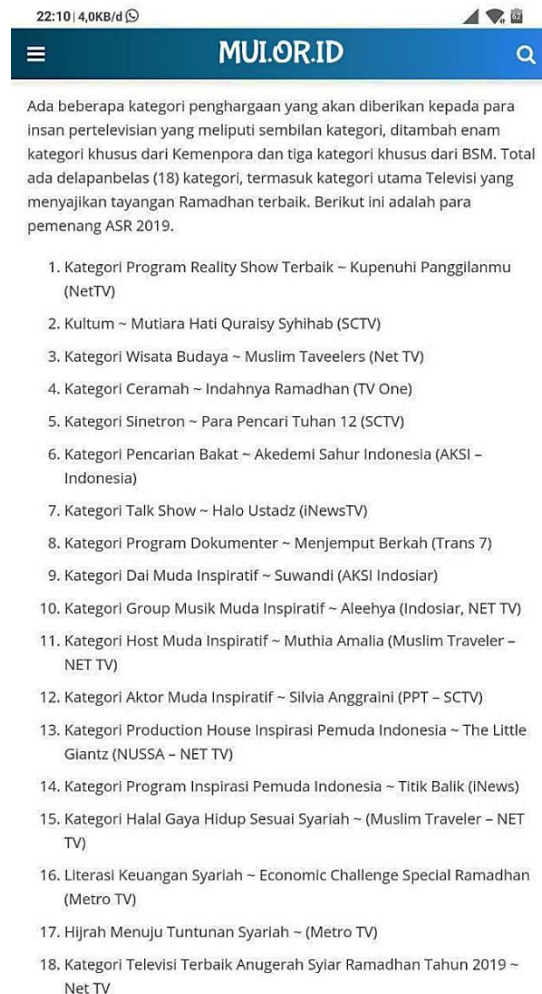 22:10 | 4,0KB/d
62
MUI.OR.ID
Ada beberapa kategori penghargaan yang akan diberikan kepada para
insan pertelevisian yang meliputi sembilan kategori, ditambah enam
kategori khusus dari Kemenpora dan tiga kategori khusus dari BSM. Total
ada delapanbelas (18) kategori, termasuk kategori utama Televisi yang
menyajikan tayangan Ramadhan terbaik. Berikut ini adalah para
pemenang ASR 2019.
1. Kategori Program Reality Show Terbaik ~ Kupenuhi Panggilanmu
(NetTV)
2. Kultum ~ Mutiara Hati Quraisy Syhihab (SCTV)
3. Kategori Wisata Budaya ~ Muslim Taveelers (Net TV)
4. Kategori Ceramah ~ Indahnya Ramadhan (TV One)
5. Kategori Sinetron ~ Para Pencari Tuhan 12 (SCTV)
6. Kategori Pencarian Bakat ~ Akedemi Sahur Indonesia (AKSI –
Indonesia)
7. Kategori Talk Show ~ Halo Ustadz (iNewsTV)
8. Kategori Program Dokumenter ~ Menjemput Berkah (Trans 7)
9. Kategori Dai Muda Inspiratif ~ Suwandi (AKSI Indosiar)
10. Kategori Group Musik Muda Inspiratif ~ Aleehya (Indosiar, NET TV)
11. Kategori Host Muda Inspiratif ~ Muthia Amalia (Muslim Traveler –
NET TV)
12. Kategori Aktor Muda Inspiratif ~ Silvia Anggraini (PPT – SCTV)
13. Kategori Production House Inspirasi Pemuda Indonesia ~ The Little
Giantz (NUSSA – NET TV)
14. Kategori Program Inspirasi Pemuda Indonesia ~ Titik Balik (iNews)
15. Kategori Halal Gaya Hidup Sesuai Syariah ~ (Muslim Traveler – NET
TV)
16. Literasi Keuangan Syariah ~ Economic Challenge Special Ramadhan
(Metro TV)
17. Hijrah Menuju Tuntunan Syariah ~ (Metro TV)
18. Kategori Televisi Terbaik Anugerah Syiar Ramadhan Tahun 2019 ~
Net TV